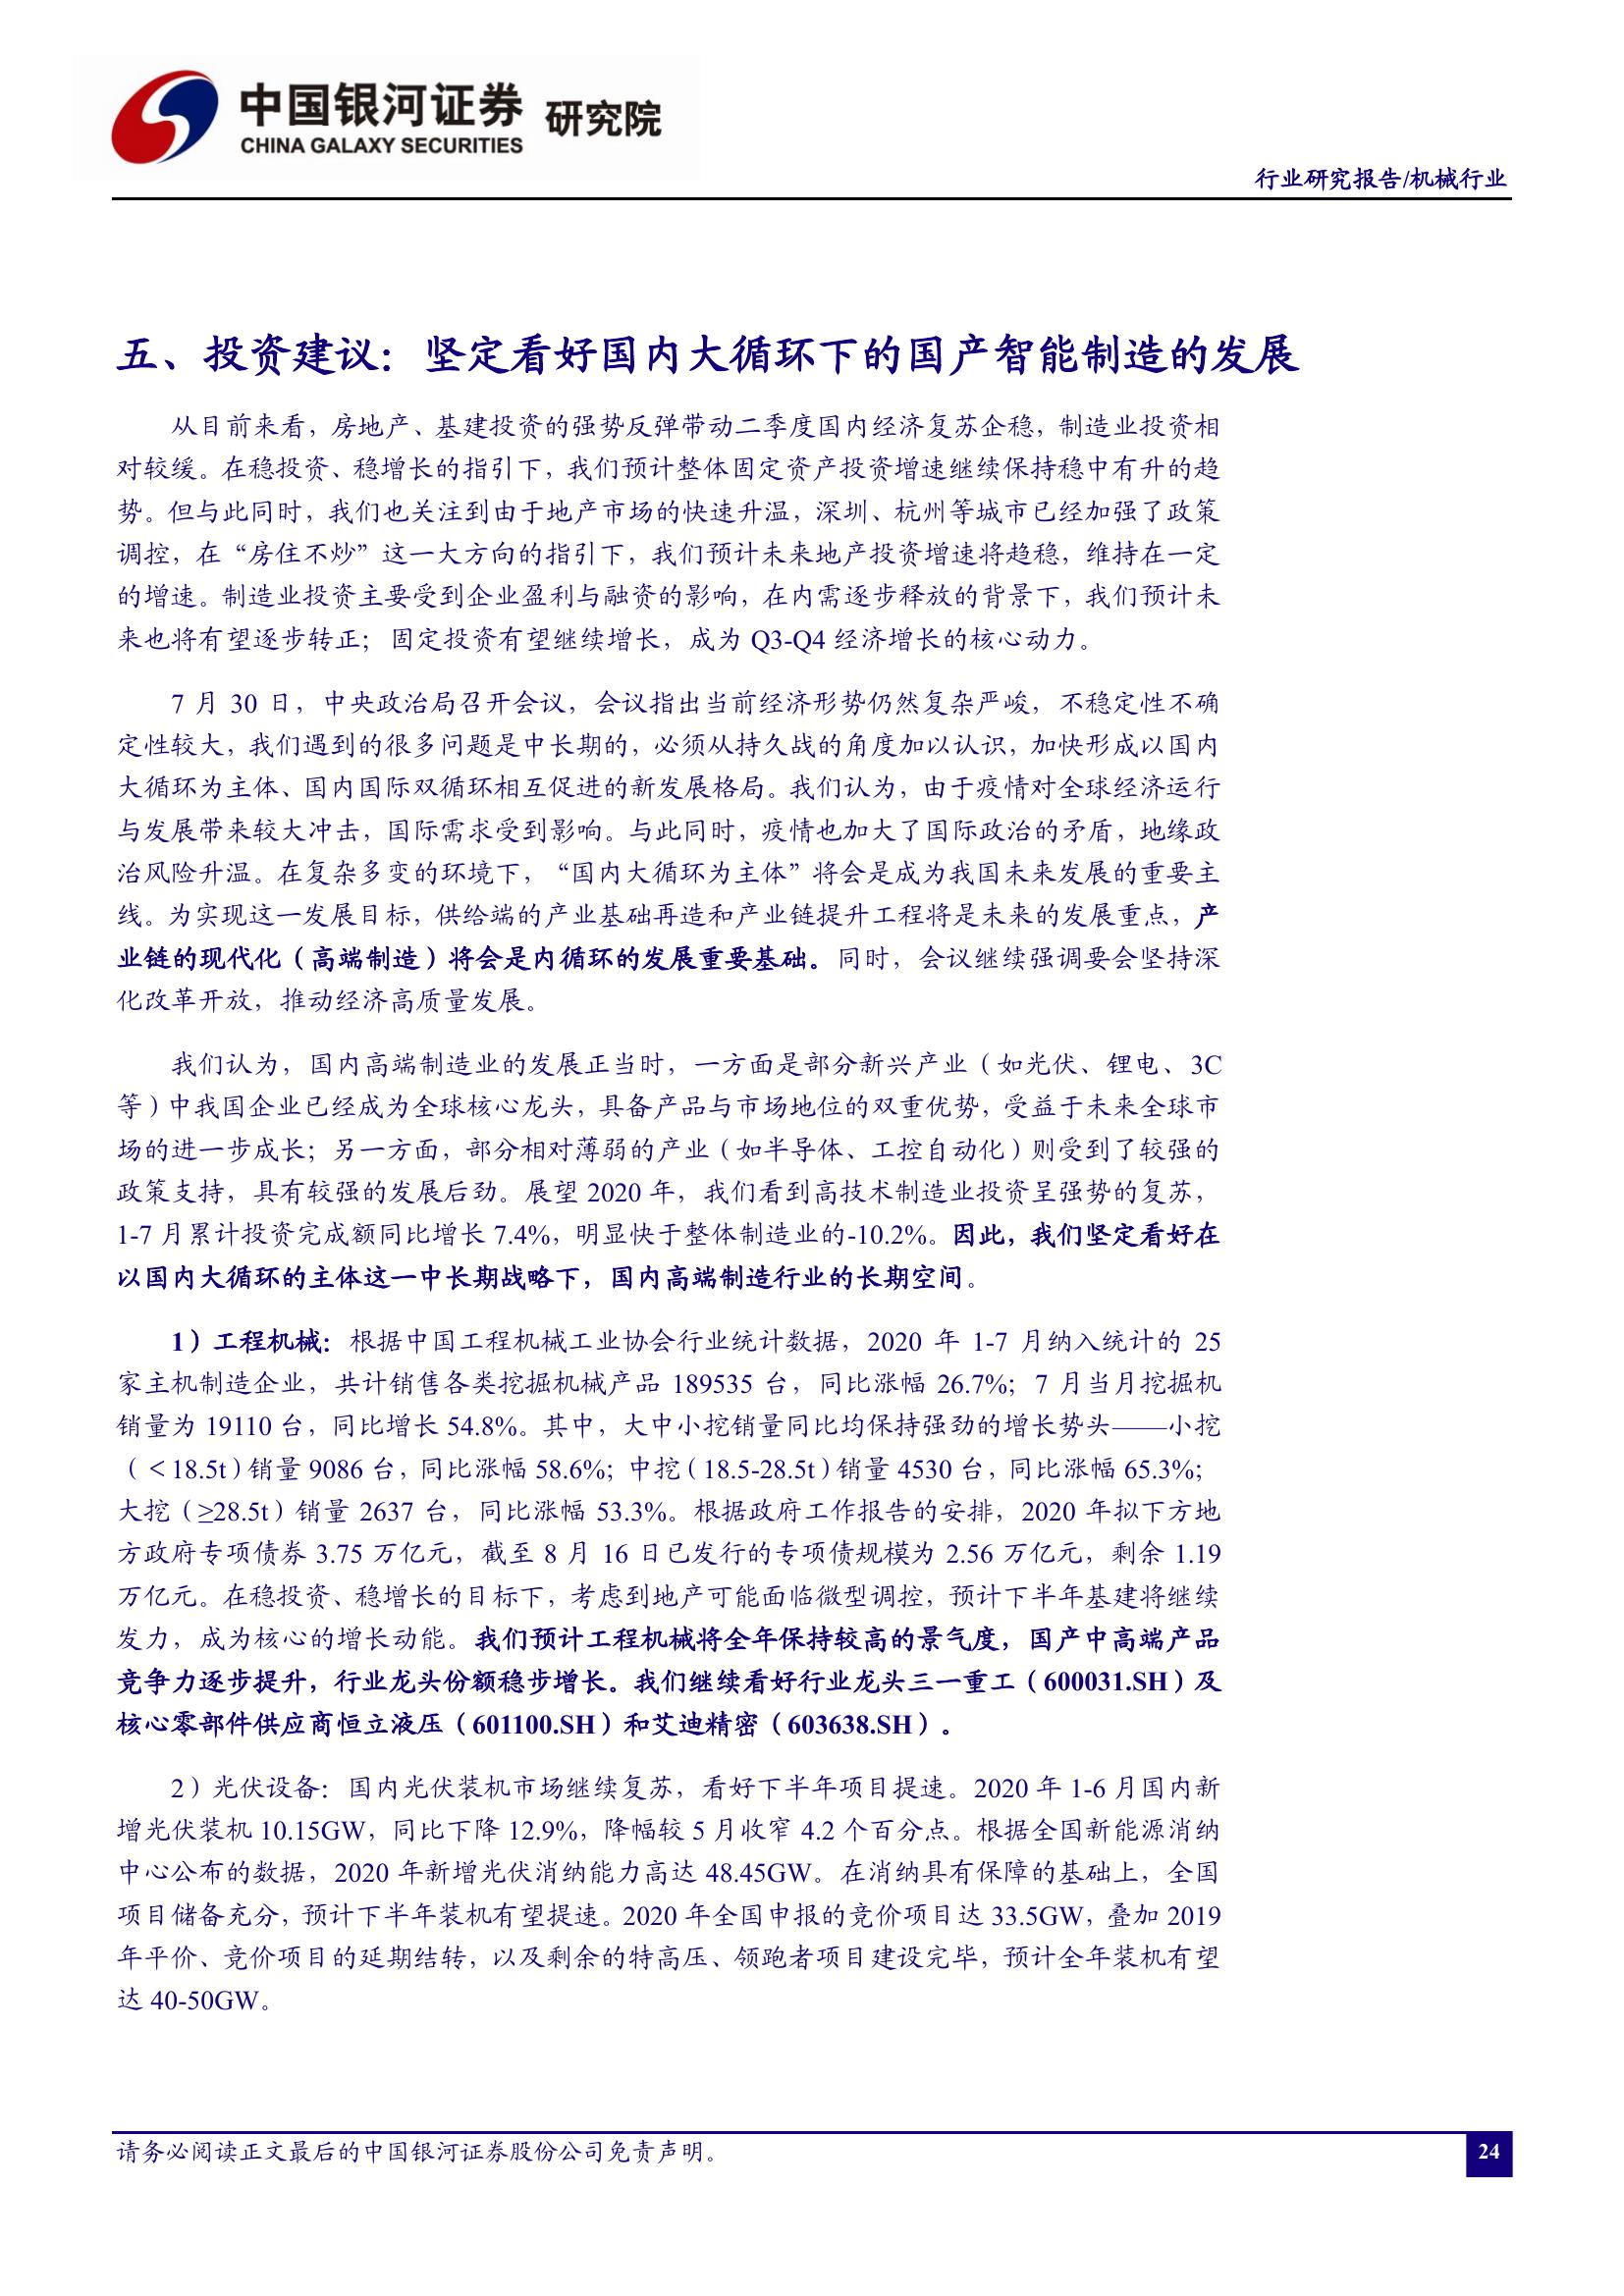 中国银河证券 研究院
CHINA GALAXY SECURITIES
行业研究报告/机械行业
五、投资建议：坚定看好国内大循环下的国产智能制造的发展
从目前来看，房地产、基建投资的强势反弹带动二季度国内经济复苏企稳，制造业投资相
对较缓。在稳投资、稳增长的指引下，我们预计整体固定资产投资增速继续保持稳中有升的趋
势。但与此同时，我们也关注到由于地产市场的快速升温，深圳、杭州等城市已经加强了政策
调控，在“房住不炒”这一大方向的指引下，我们预计未来地产投资增速将趋稳，维持在一定
的增速。制造业投资主要受到企业盈利与融资的影响，在内需逐步释放的背景下，我们预计未
来也将有望逐步转正；固定投资有望继续增长，成为 Q3-Q4 经济增长的核心动力。
7 月 30 日，中央政治局召开会议，会议指出当前经济形势仍然复杂严峻，不稳定性不确
定性较大，我们遇到的很多问题是中长期的，必须从持久战的角度加以认识，加快形成以国内
大循环为主体、国内国际双循环相互促进的新发展格局。我们认为，由于疫情对全球经济运行
与发展带来较大冲击，国际需求受到影响。与此同时，疫情也加大了国际政治的矛盾，地缘政
治风险升温。在复杂多变的环境下，“国内大循环为主体”将会是成为我国未来发展的重要主
线。为实现这一发展目标，供给端的产业基础再造和产业链提升工程将是未来的发展重点，产
业链的现代化（高端制造）将会是内循环的发展重要基础。同时，会议继续强调要会坚持深
化改革开放，推动经济高质量发展。
我们认为，国内高端制造业的发展正当时，一方面是部分新兴产业（如光伏、锂电、3C
等）中我国企业已经成为全球核心龙头，具备产品与市场地位的双重优势，受益于未来全球市
场的进一步成长；另一方面，部分相对薄弱的产业（如半导体、工控自动化）则受到了较强的
政策支持，具有较强的发展后劲。展望 2020 年，我们看到高技术制造业投资呈强势的复苏，
1-7 月累计投资完成额同比增长 7.4%，明显快于整体制造业的-10.2%。因此，我们坚定看好在
以国内大循环的主体这一中长期战略下，国内高端制造行业的长期空间。
1）工程机械：根据中国工程机械工业协会行业统计数据，2020 年 1-7 月纳入统计的 25
家主机制造企业，共计销售各类挖掘机械产品 189535 台，同比涨幅 26.7%；7 月当月挖掘机
销量为 19110 台，同比增长 54.8%。其中，大中小挖销量同比均保持强劲的增长势头——小挖
（＜18.5t）销量 9086 台，同比涨幅 58.6%；中挖（18.5-28.5t）销量 4530 台，同比涨幅 65.3%；
大挖（≥28.5t）销量 2637 台，同比涨幅 53.3%。根据政府工作报告的安排，2020 年拟下方地
方政府专项债券 3.75 万亿元，截至 8 月 16 日已发行的专项债规模为 2.56 万亿元，剩余 1.19
万亿元。在稳投资、稳增长的目标下，考虑到地产可能面临微型调控，预计下半年基建将继续
发力，成为核心的增长动能。我们预计工程机械将全年保持较高的景气度，国产中高端产品
竞争力逐步提升，行业龙头份额稳步增长。我们继续看好行业龙头三一重工（600031.SH）及
核心零部件供应商恒立液压（601100.SH）和艾迪精密（603638.SH）。
2）光伏设备：国内光伏装机市场继续复苏，看好下半年项目提速。2020 年 1-6 月国内新
增光伏装机 10.15GW，同比下降 12.9%，降幅较 5 月收窄 4.2 个百分点。根据全国新能源消纳
中心公布的数据，2020 年新增光伏消纳能力高达 48.45GW。在消纳具有保障的基础上，全国
项目储备充分，预计下半年装机有望提速。2020 年全国申报的竞价项目达 33.5GW，叠加 2019
年平价、竞价项目的延期结转，以及剩余的特高压、领跑者项目建设完毕，预计全年装机有望
达 40-50GW。
请务必阅读正文最后的中国银河证券股份公司免责声明。
24